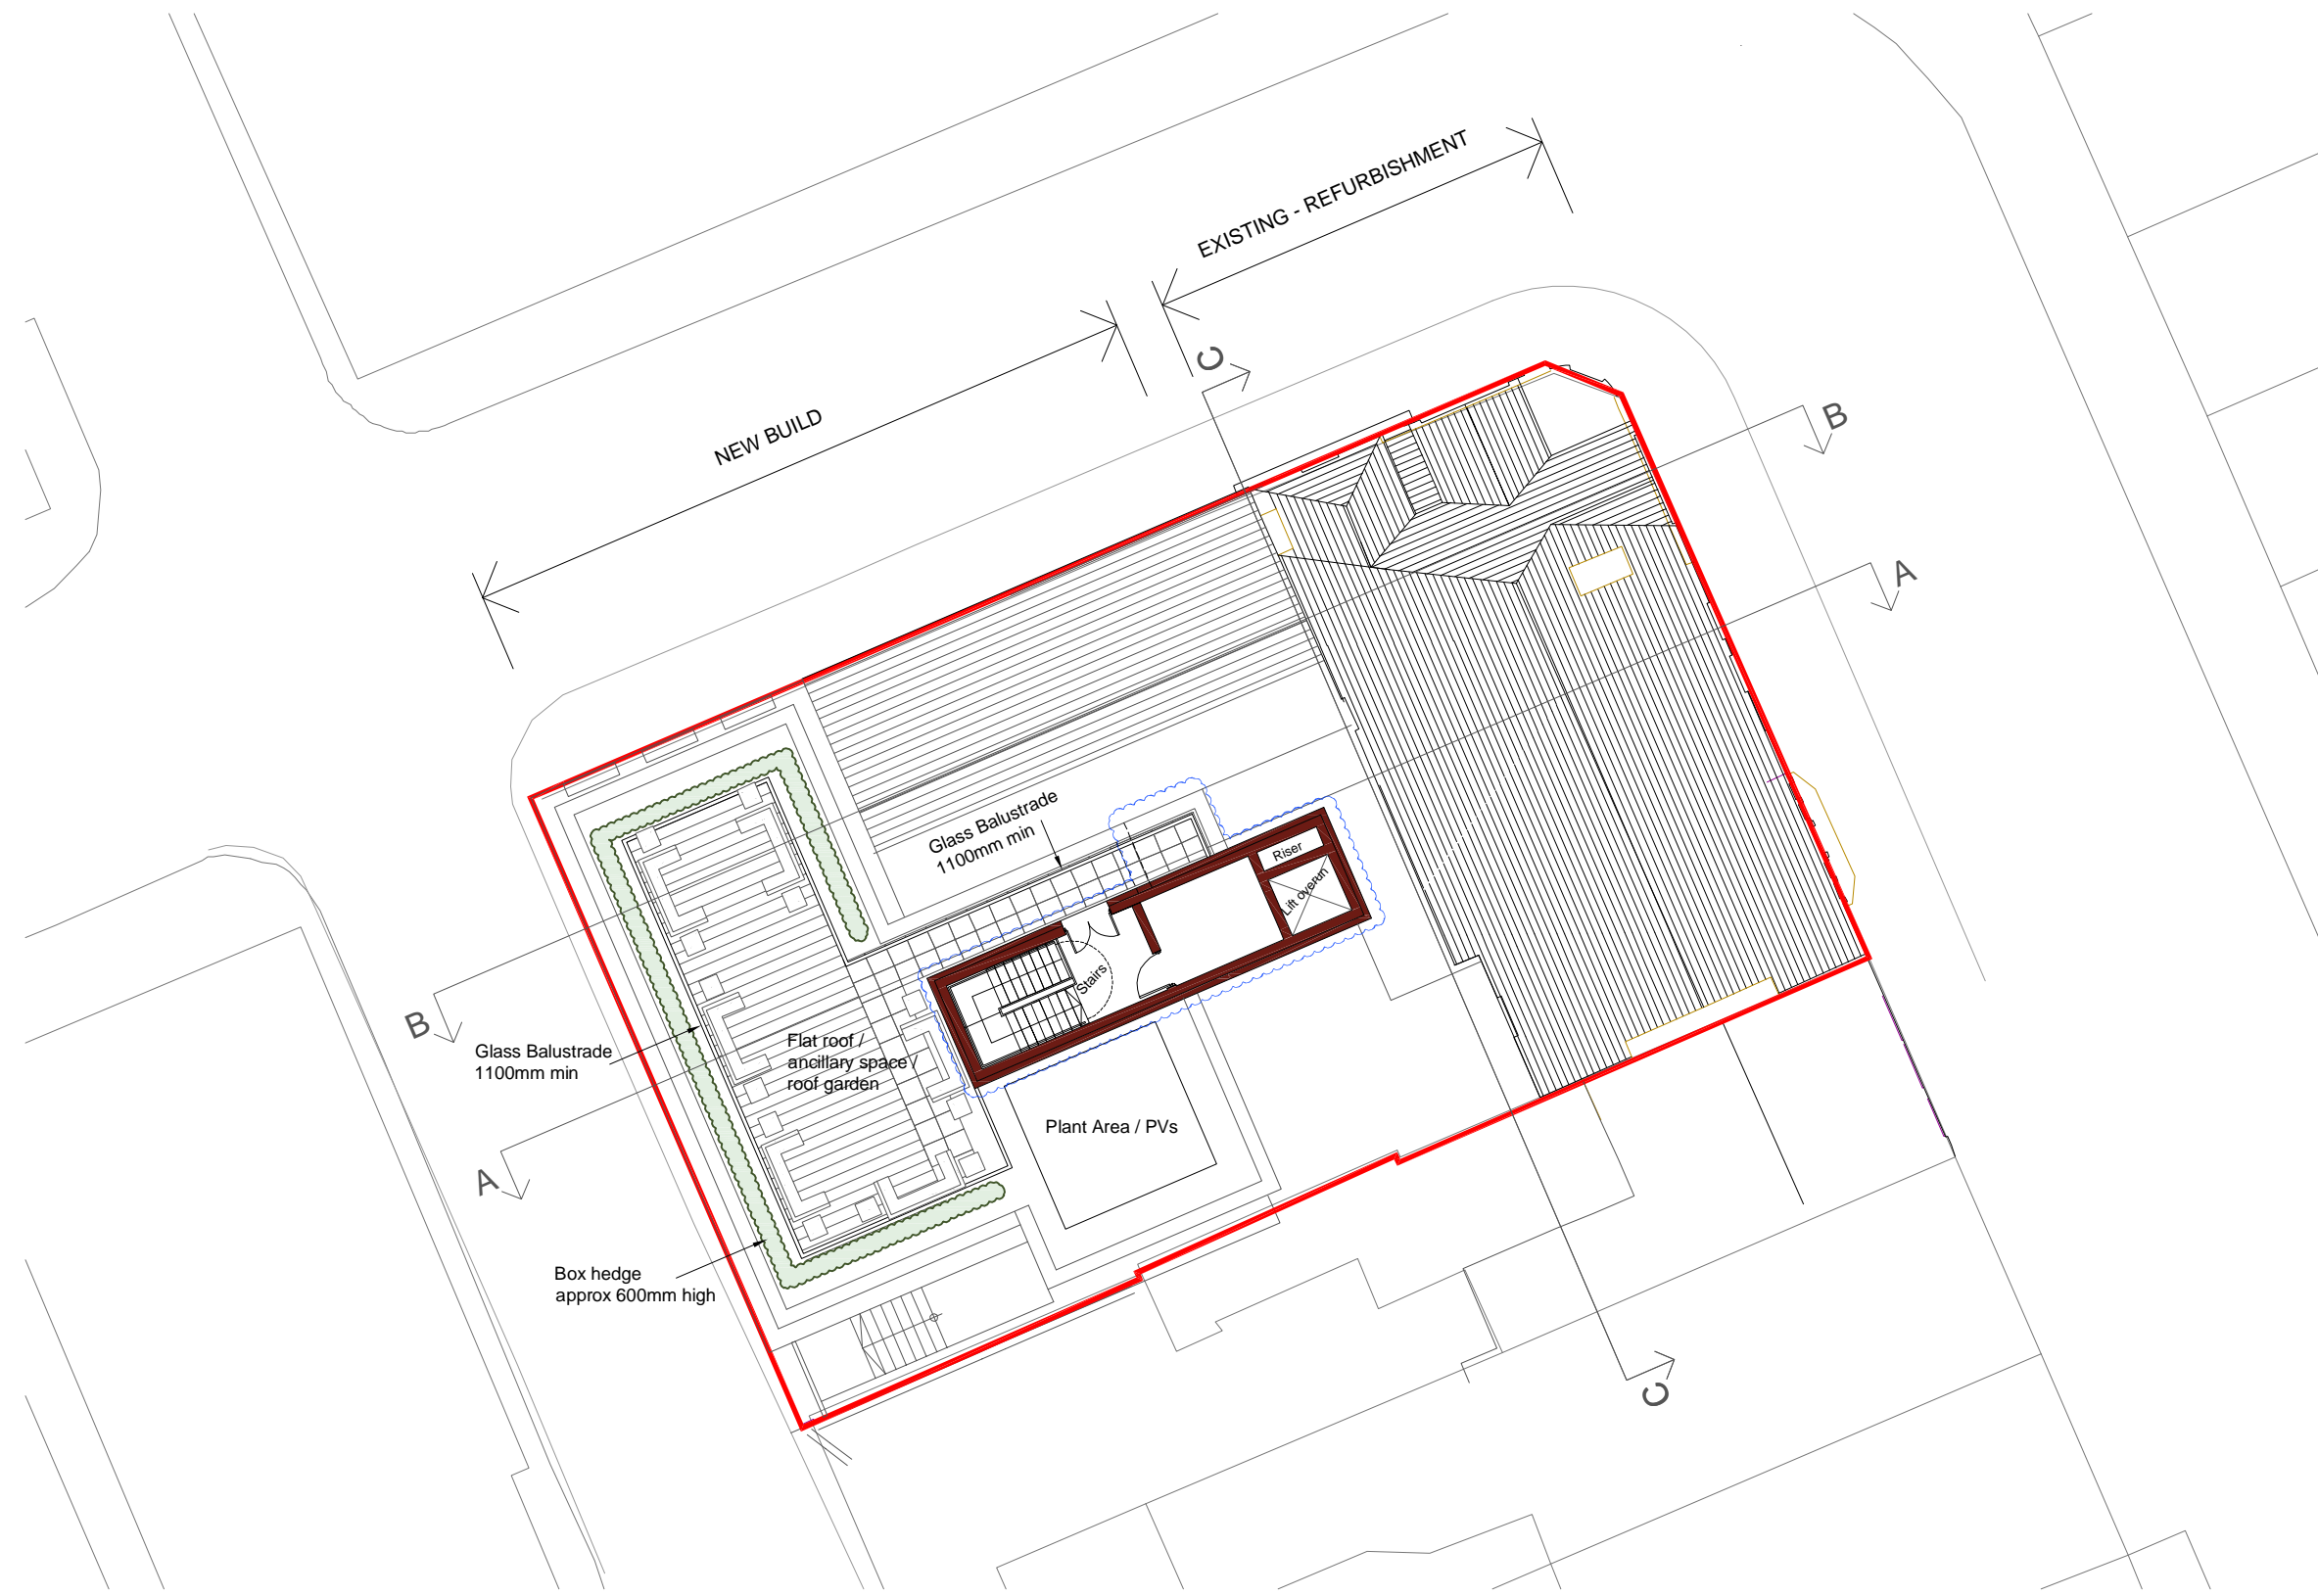 EXISTING - REFURBISHMENT
NEW BUILD
C
B
A
Glass Balustrade
1100mm min
Riser
Lift overun
Stairs
B
Glass Balustrade
1100mm min
Flat roof /
ancillary space /
roof garden
Plant Area / PVs
A
Box hedge
approx 600mm high
C